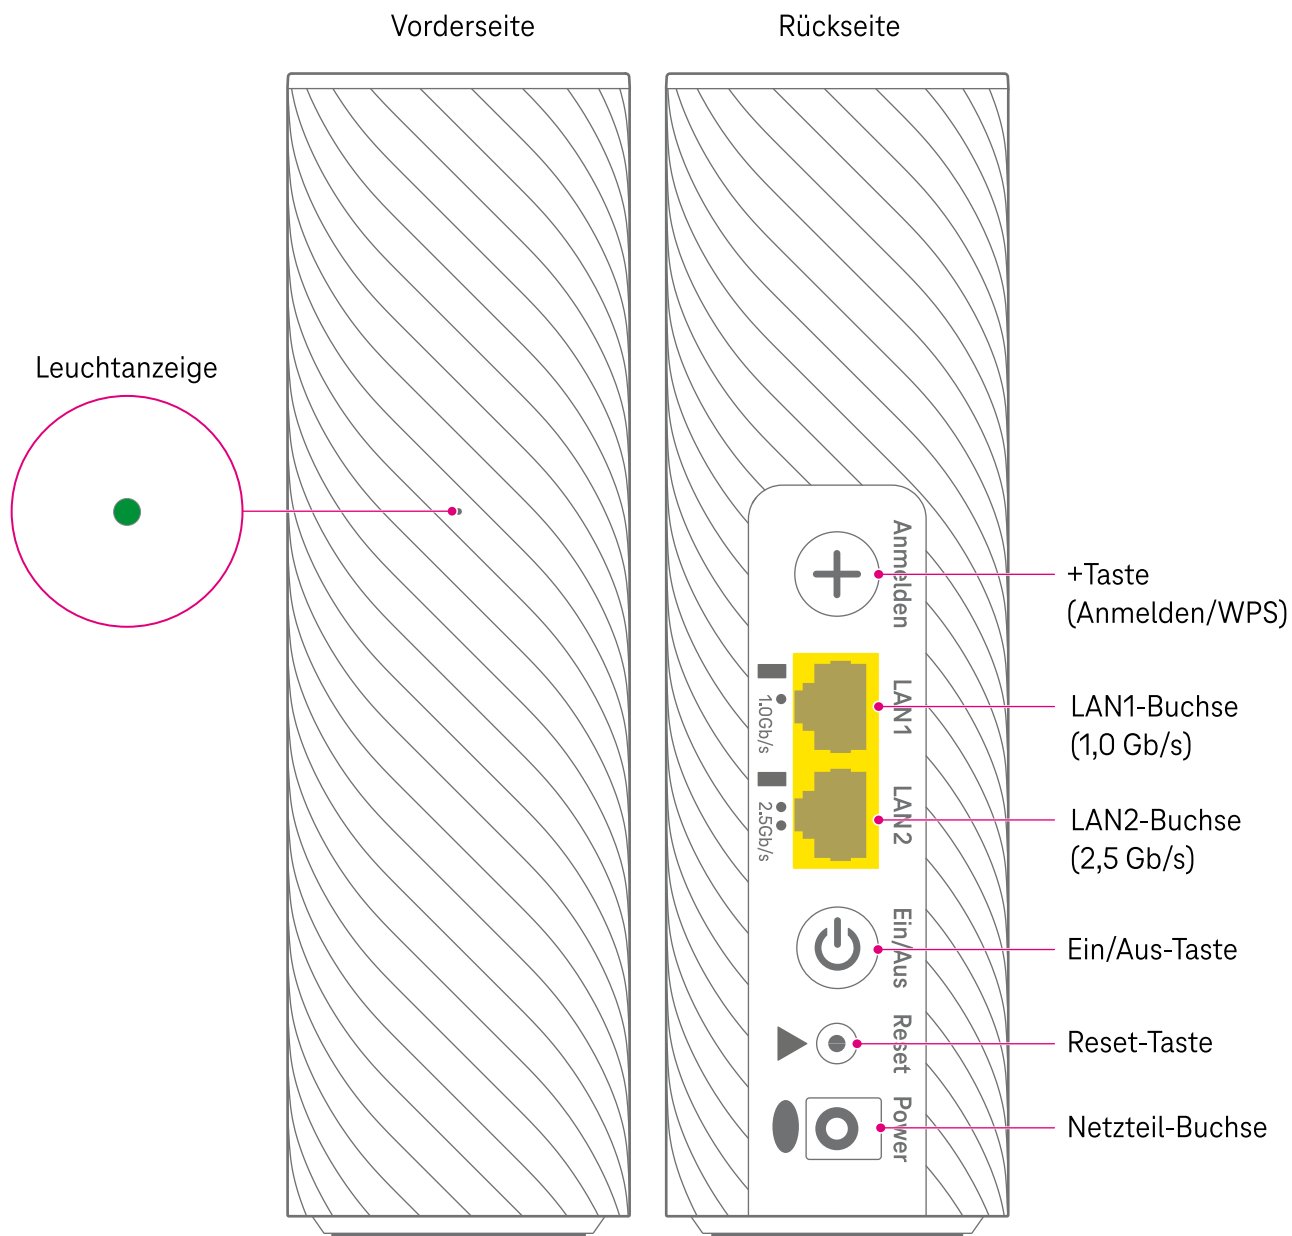 Vorderseite
Rückseite
Leuchtanzeige
Anmelden
+Taste
(Anmelden/WPS)
LAN1
1.0Gb/s
LAN1-Buchse
(1,0 Gb/s)
LAN2
2.5Gb/s
LAN2-Buchse
(2,5 Gb/s)
Ein/Aus
Ein/Aus-Taste
Reset
Reset-Taste
Power
Netzteil-Buchse